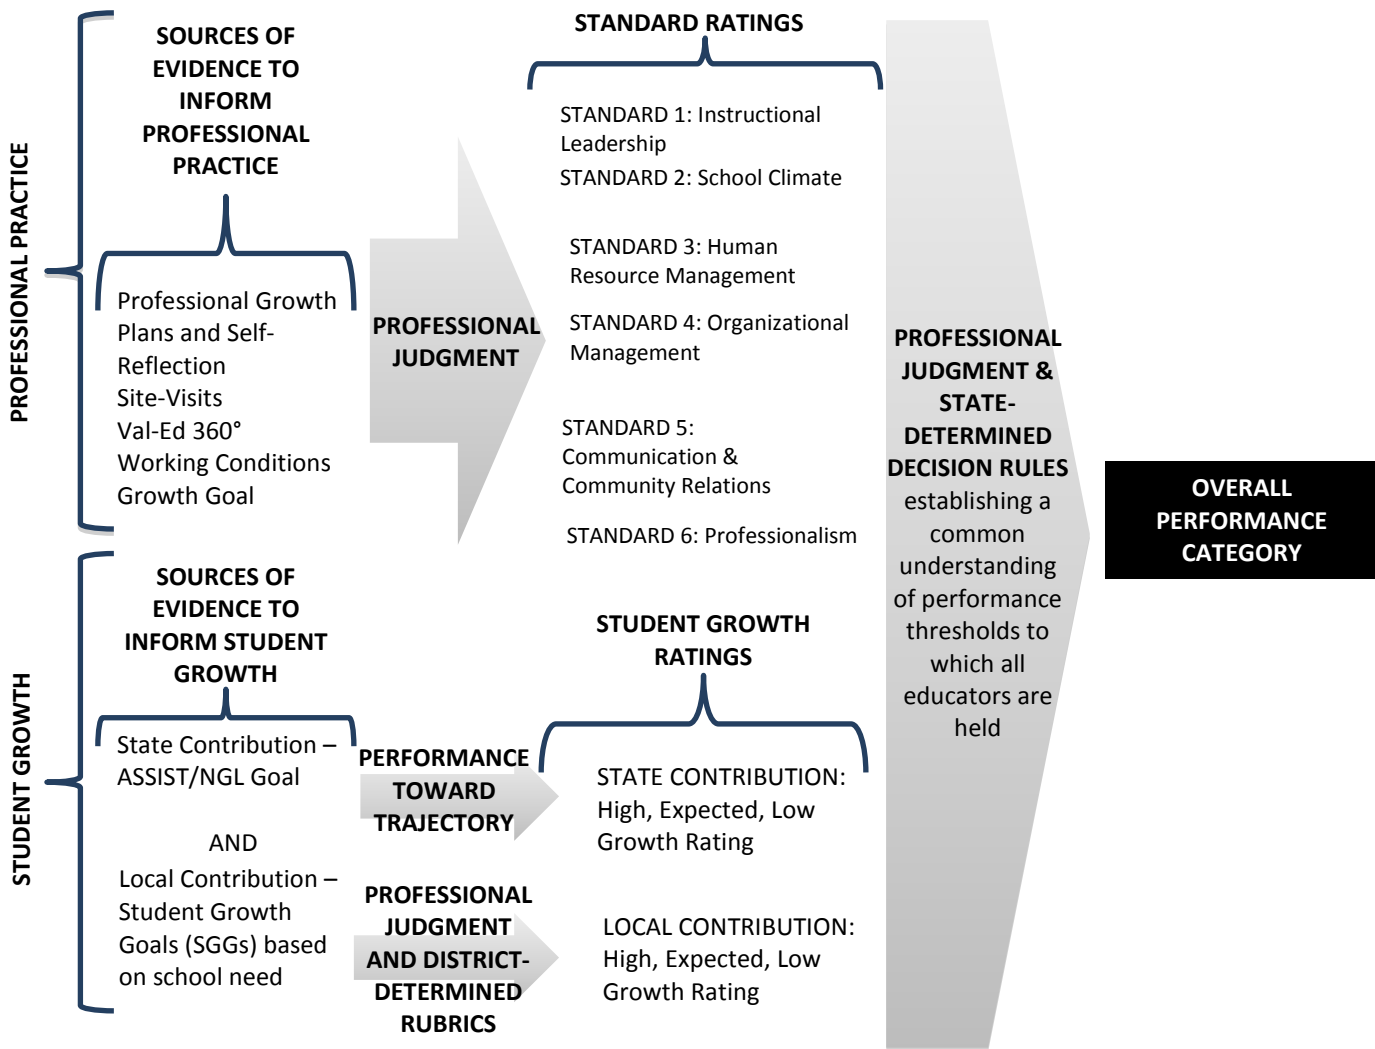 PROFESSIONAL PRACTICE
SOURCES OF
EVIDENCE TO
INFORM
PROFESSIONAL
PRACTICE
Professional Growth
Plans and Self-
Reflection
Site-Visits
Val-Ed 360°
Working Conditions
Growth Goal
PROFESSIONAL
JUDGMENT
STANDARD RATINGS
STANDARD 1: Instructional
Leadership
STANDARD 2: School Climate
STANDARD 3: Human
Resource Management
STANDARD 4: Organizational
Management
STANDARD 5:
Communication &
Community Relations
STANDARD 6: Professionalism
STUDENT GROWTH
SOURCES OF
EVIDENCE TO
INFORM STUDENT
GROWTH
State Contribution –
ASSIST/NGL Goal
AND
Local Contribution –
Student Growth
Goals (SGGs) based
on school need
PERFORMANCE
TOWARD
TRAJECTORY
PROFESSIONAL
JUDGMENT
AND DISTRICT-
DETERMINED
RUBRICS
STUDENT GROWTH
RATINGS
STATE CONTRIBUTION:
High, Expected, Low
Growth Rating
LOCAL CONTRIBUTION:
High, Expected, Low
Growth Rating
PROFESSIONAL
JUDGMENT &
STATE-
DETERMINED
DECISION RULES
establishing a
common
understanding
of performance
thresholds to
which all
educators are
held
OVERALL
PERFORMANCE
CATEGORY